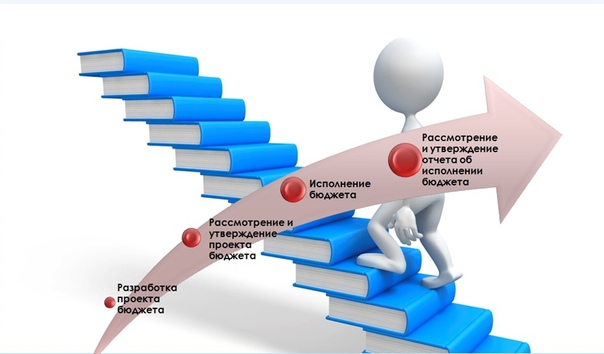 Рассмотрение
и утверждение
отчета об
исполнении
бюджета
Исполнение
бюджета
Рассмотрение и
утверждение
проекта
бюджета
Разработка
проекта
бюджета